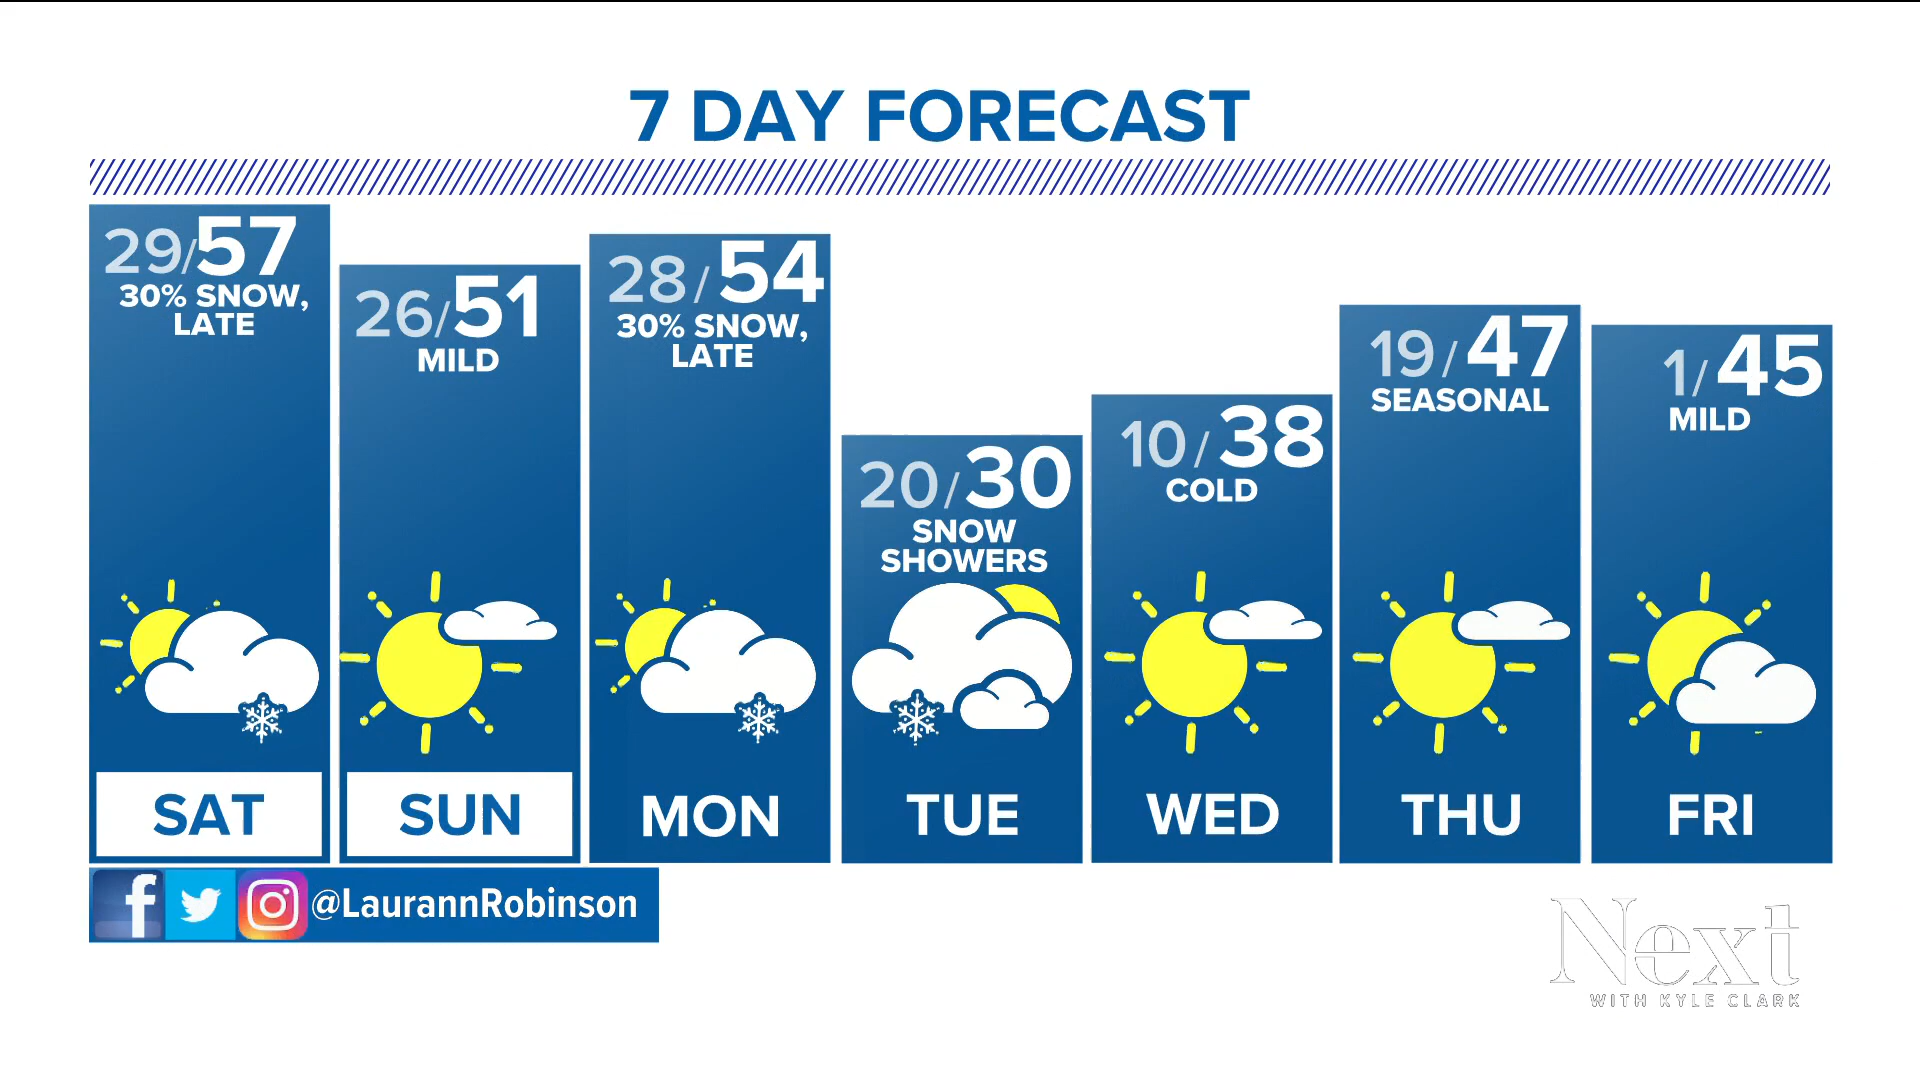 7 DAY FORECAST
29/57
30% SNOW,
LATE
SAT
26/51
MILD
SUN
28/54
30% SNOW,
LATE
MON
20/30
SNOW
SHOWERS
TUE
10/38
COLD
WED
19/47
SEASONAL
THU
1/45
MILD
FRI
f @LaurannRobinson
Next
WITH KYLE CLARK